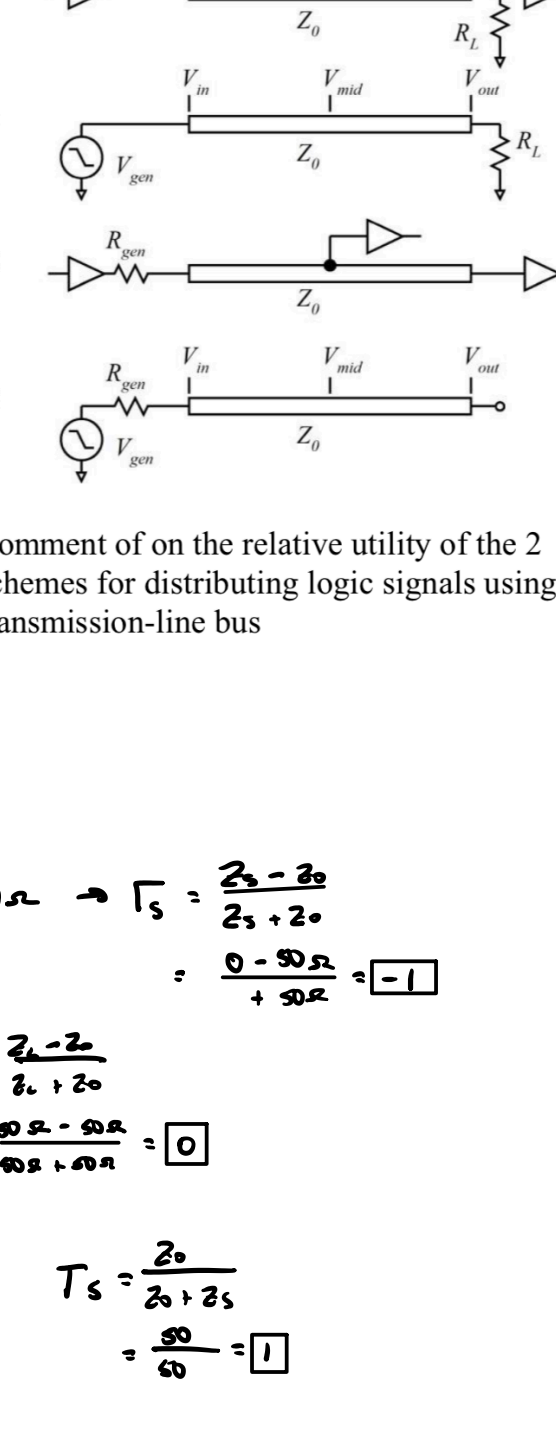 Z0
RL
Vin Vmid Vout
Vgen Z0 RL
Rgen
Z0
Vin Vmid Vout
Rgen
Vgen Z0
omment of on the relative utility of the 2
chemes for distributing logic signals using
ansmission-line bus
Ω → Γs = Zs - Z0
Zs + Z0
= 0 - 50Ω = -1
+ 50Ω
ZL - Z0
ZL + Z0
50Ω - 50Ω = 0
50Ω + 50Ω
Ts = Z0
Z0 + Zs
= 50 = 1
50